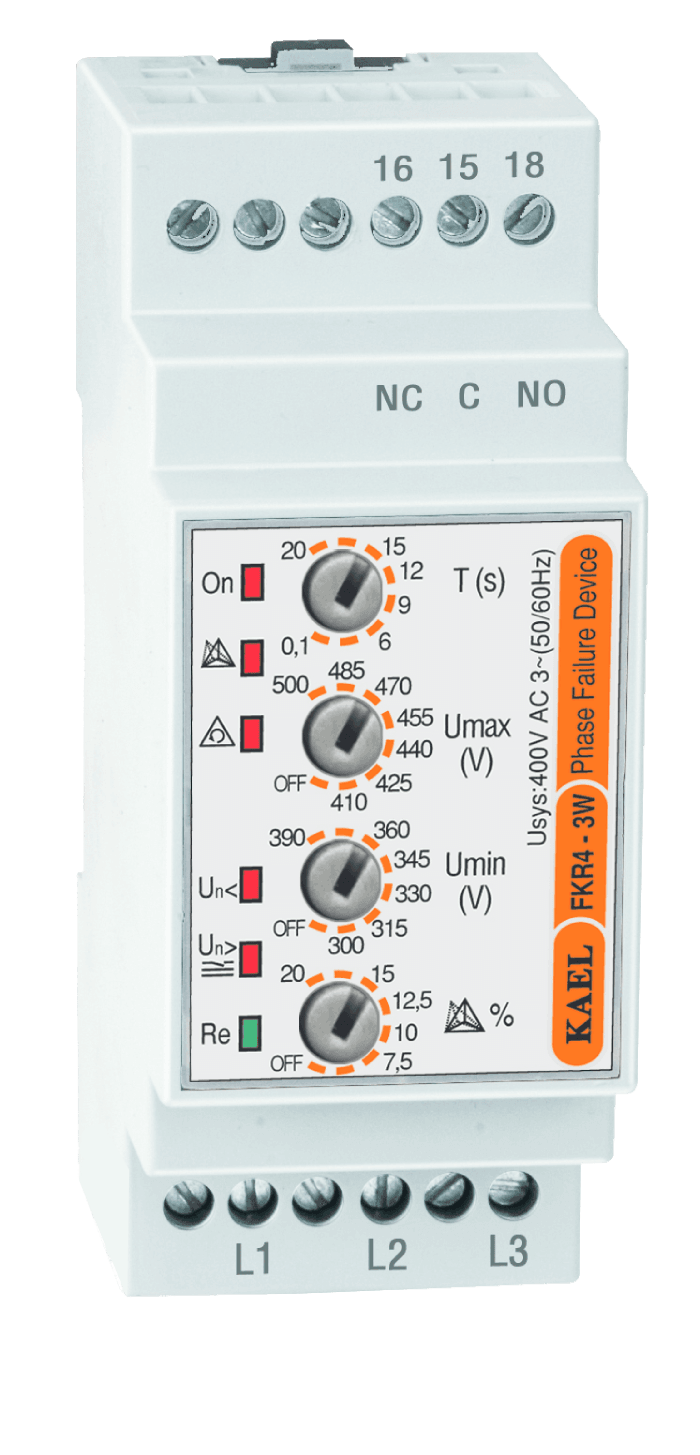 16 15 18
NC C NO
On
20 15 12 9 6 0,1
T (s)
500 485 470 455 440 425 410 OFF
Umax
(V)
390 360 345 330 315 300 OFF
Umin
(V)
Un<
Un>
20 15 12,5 10 7,5 OFF
%
Re
Usys:400V AC 3~(50/60Hz)
Phase Failure Device
FKR4 - 3W
KAEL
L1 L2 L3